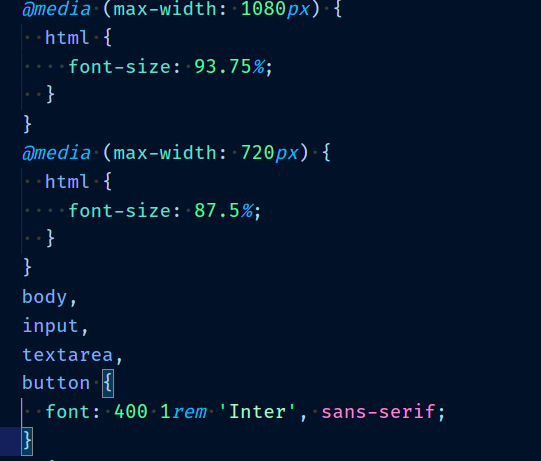 @media (max-width: 1080px) {
  html {
    font-size: 93.75%;
  }
}
@media (max-width: 720px) {
  html {
    font-size: 87.5%;
  }
}
body,
input,
textarea,
button {
  font: 400 1rem 'Inter', sans-serif;
}